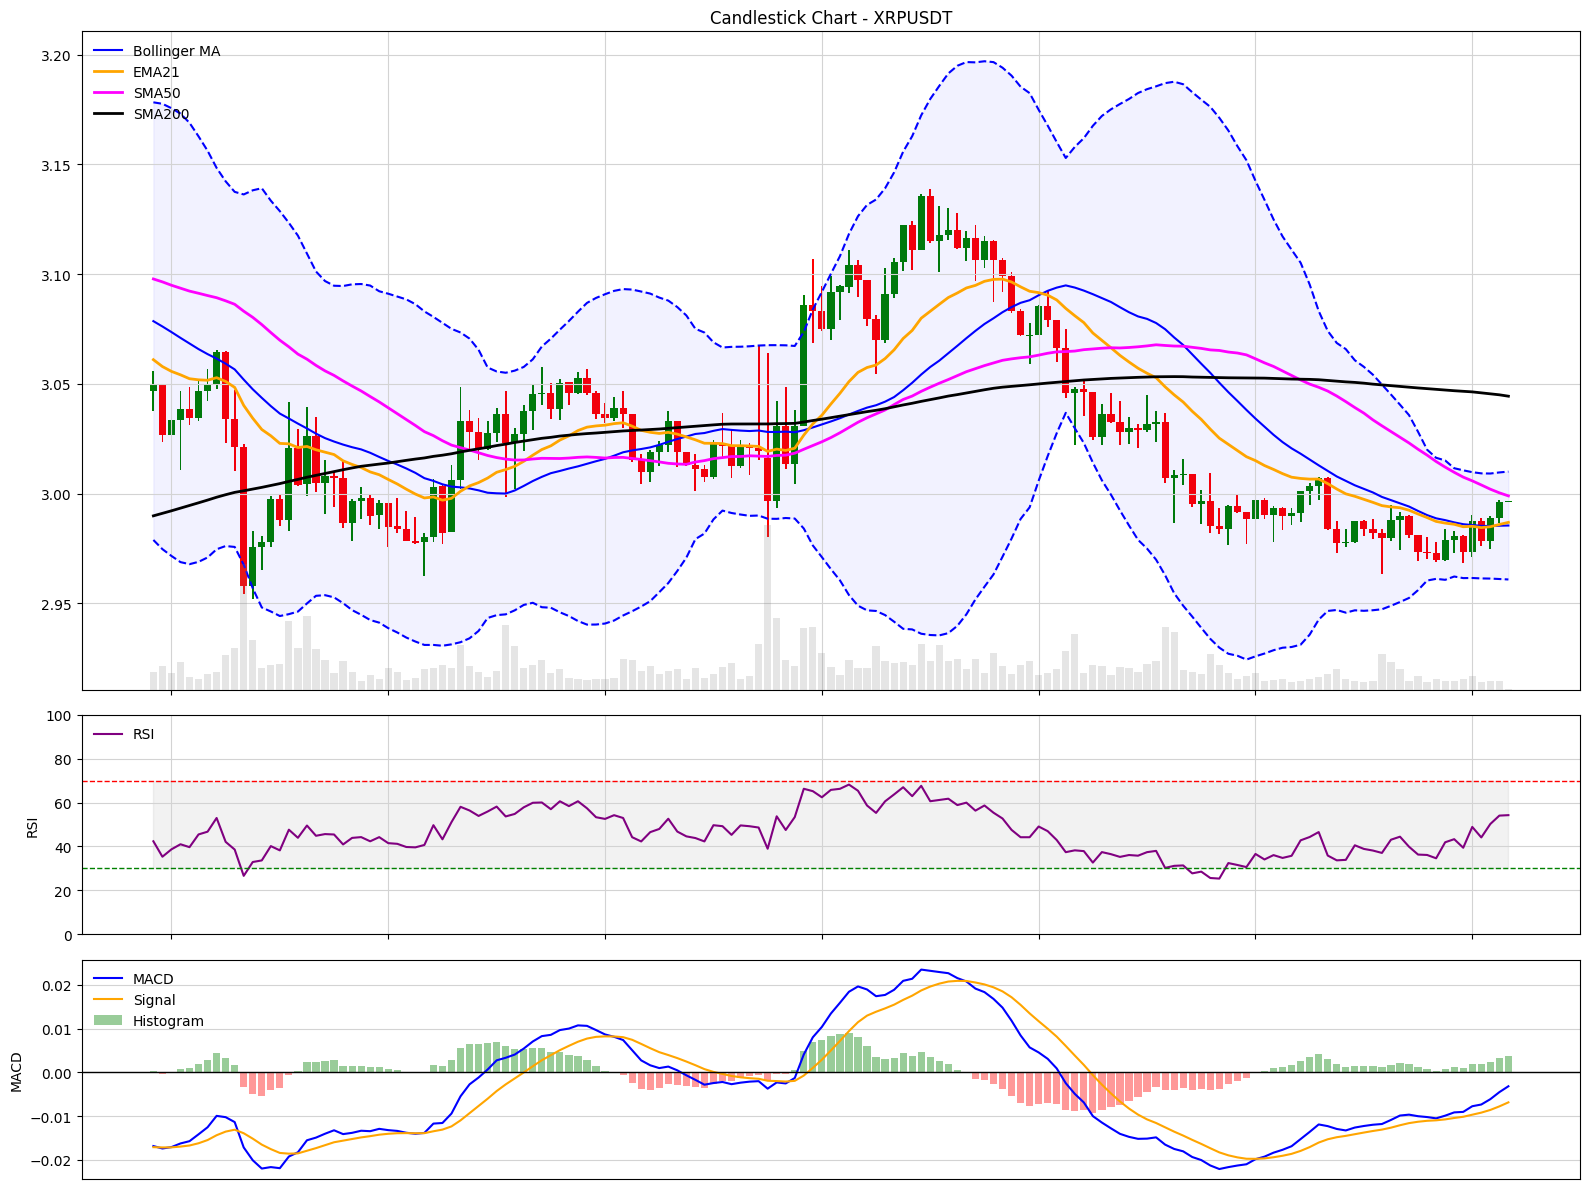 Candlestick Chart - XRPUSDT
Bollinger MA
EMA21
SMA50
SMA200
3.20
3.15
3.10
3.05
3.00
2.95
RSI
100
80
60
40
20
0
RSI
MACD
Signal
Histogram
0.02
0.01
0.00
−0.01
−0.02
MACD